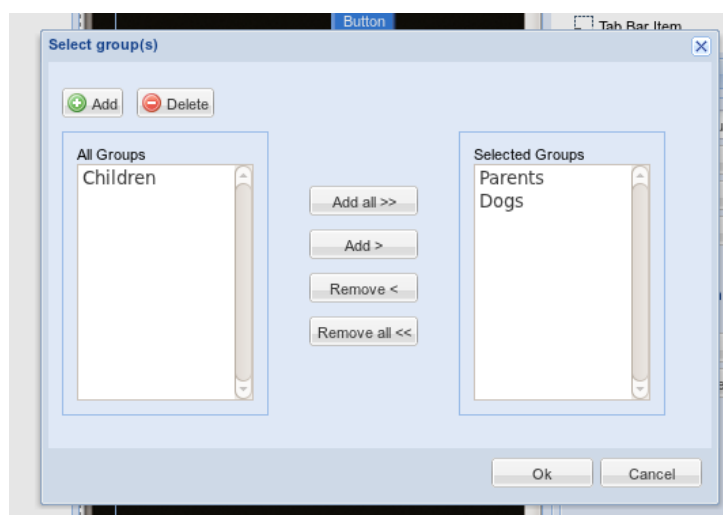 Button
Tab Bar Item
Select group(s)
Add
Delete
All Groups
Children
Add all >>
Add >
Remove <
Remove all <<
Selected Groups
Parents
Dogs
Ok
Cancel